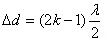 Δd = (2k − 1) λ/2